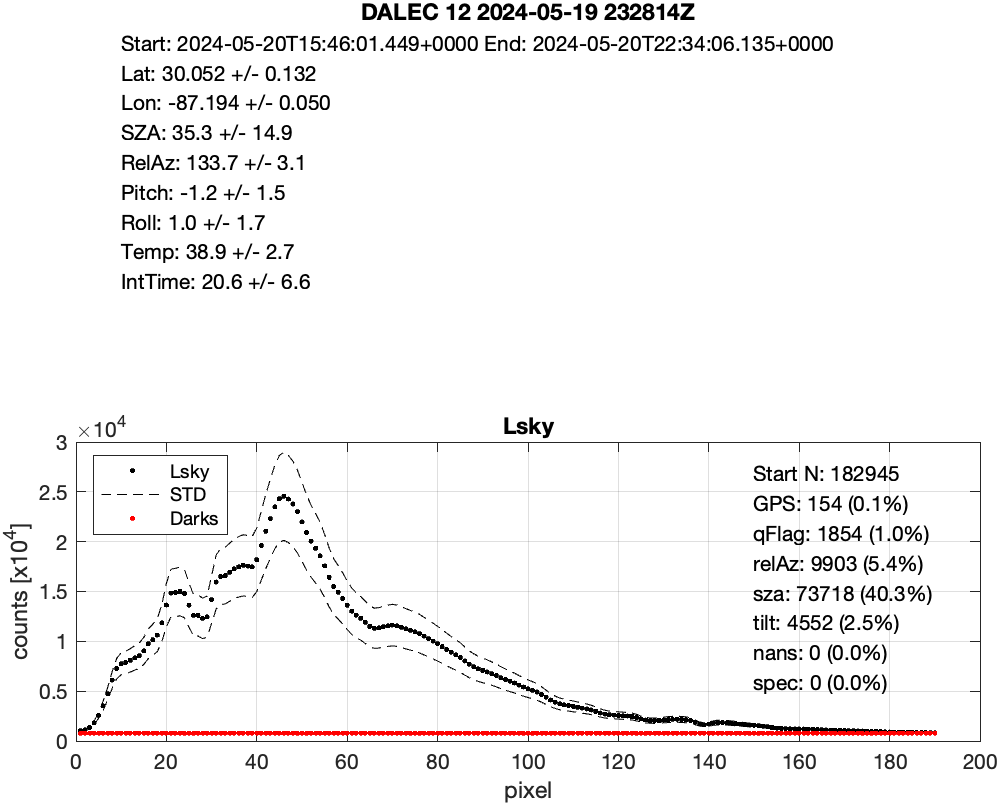 DALEC 12 2024-05-19 232814Z
Start: 2024-05-20T15:46:01.449+0000 End: 2024-05-20T22:34:06.135+0000
Lat: 30.052 +/- 0.132
Lon: -87.194 +/- 0.050
SZA: 35.3 +/- 14.9
RelAz: 133.7 +/- 3.1
Pitch: -1.2 +/- 1.5
Roll: 1.0 +/- 1.7
Temp: 38.9 +/- 2.7
IntTime: 20.6 +/- 6.6
Lsky
×10⁴
3
2.5
2
1.5
1
0.5
0
counts [x10⁴]
Lsky
STD
Darks
Start N: 182945
GPS: 154 (0.1%)
qFlag: 1854 (1.0%)
relAz: 9903 (5.4%)
sza: 73718 (40.3%)
tilt: 4552 (2.5%)
nans: 0 (0.0%)
spec: 0 (0.0%)
0 20 40 60 80 100 120 140 160 180 200
pixel